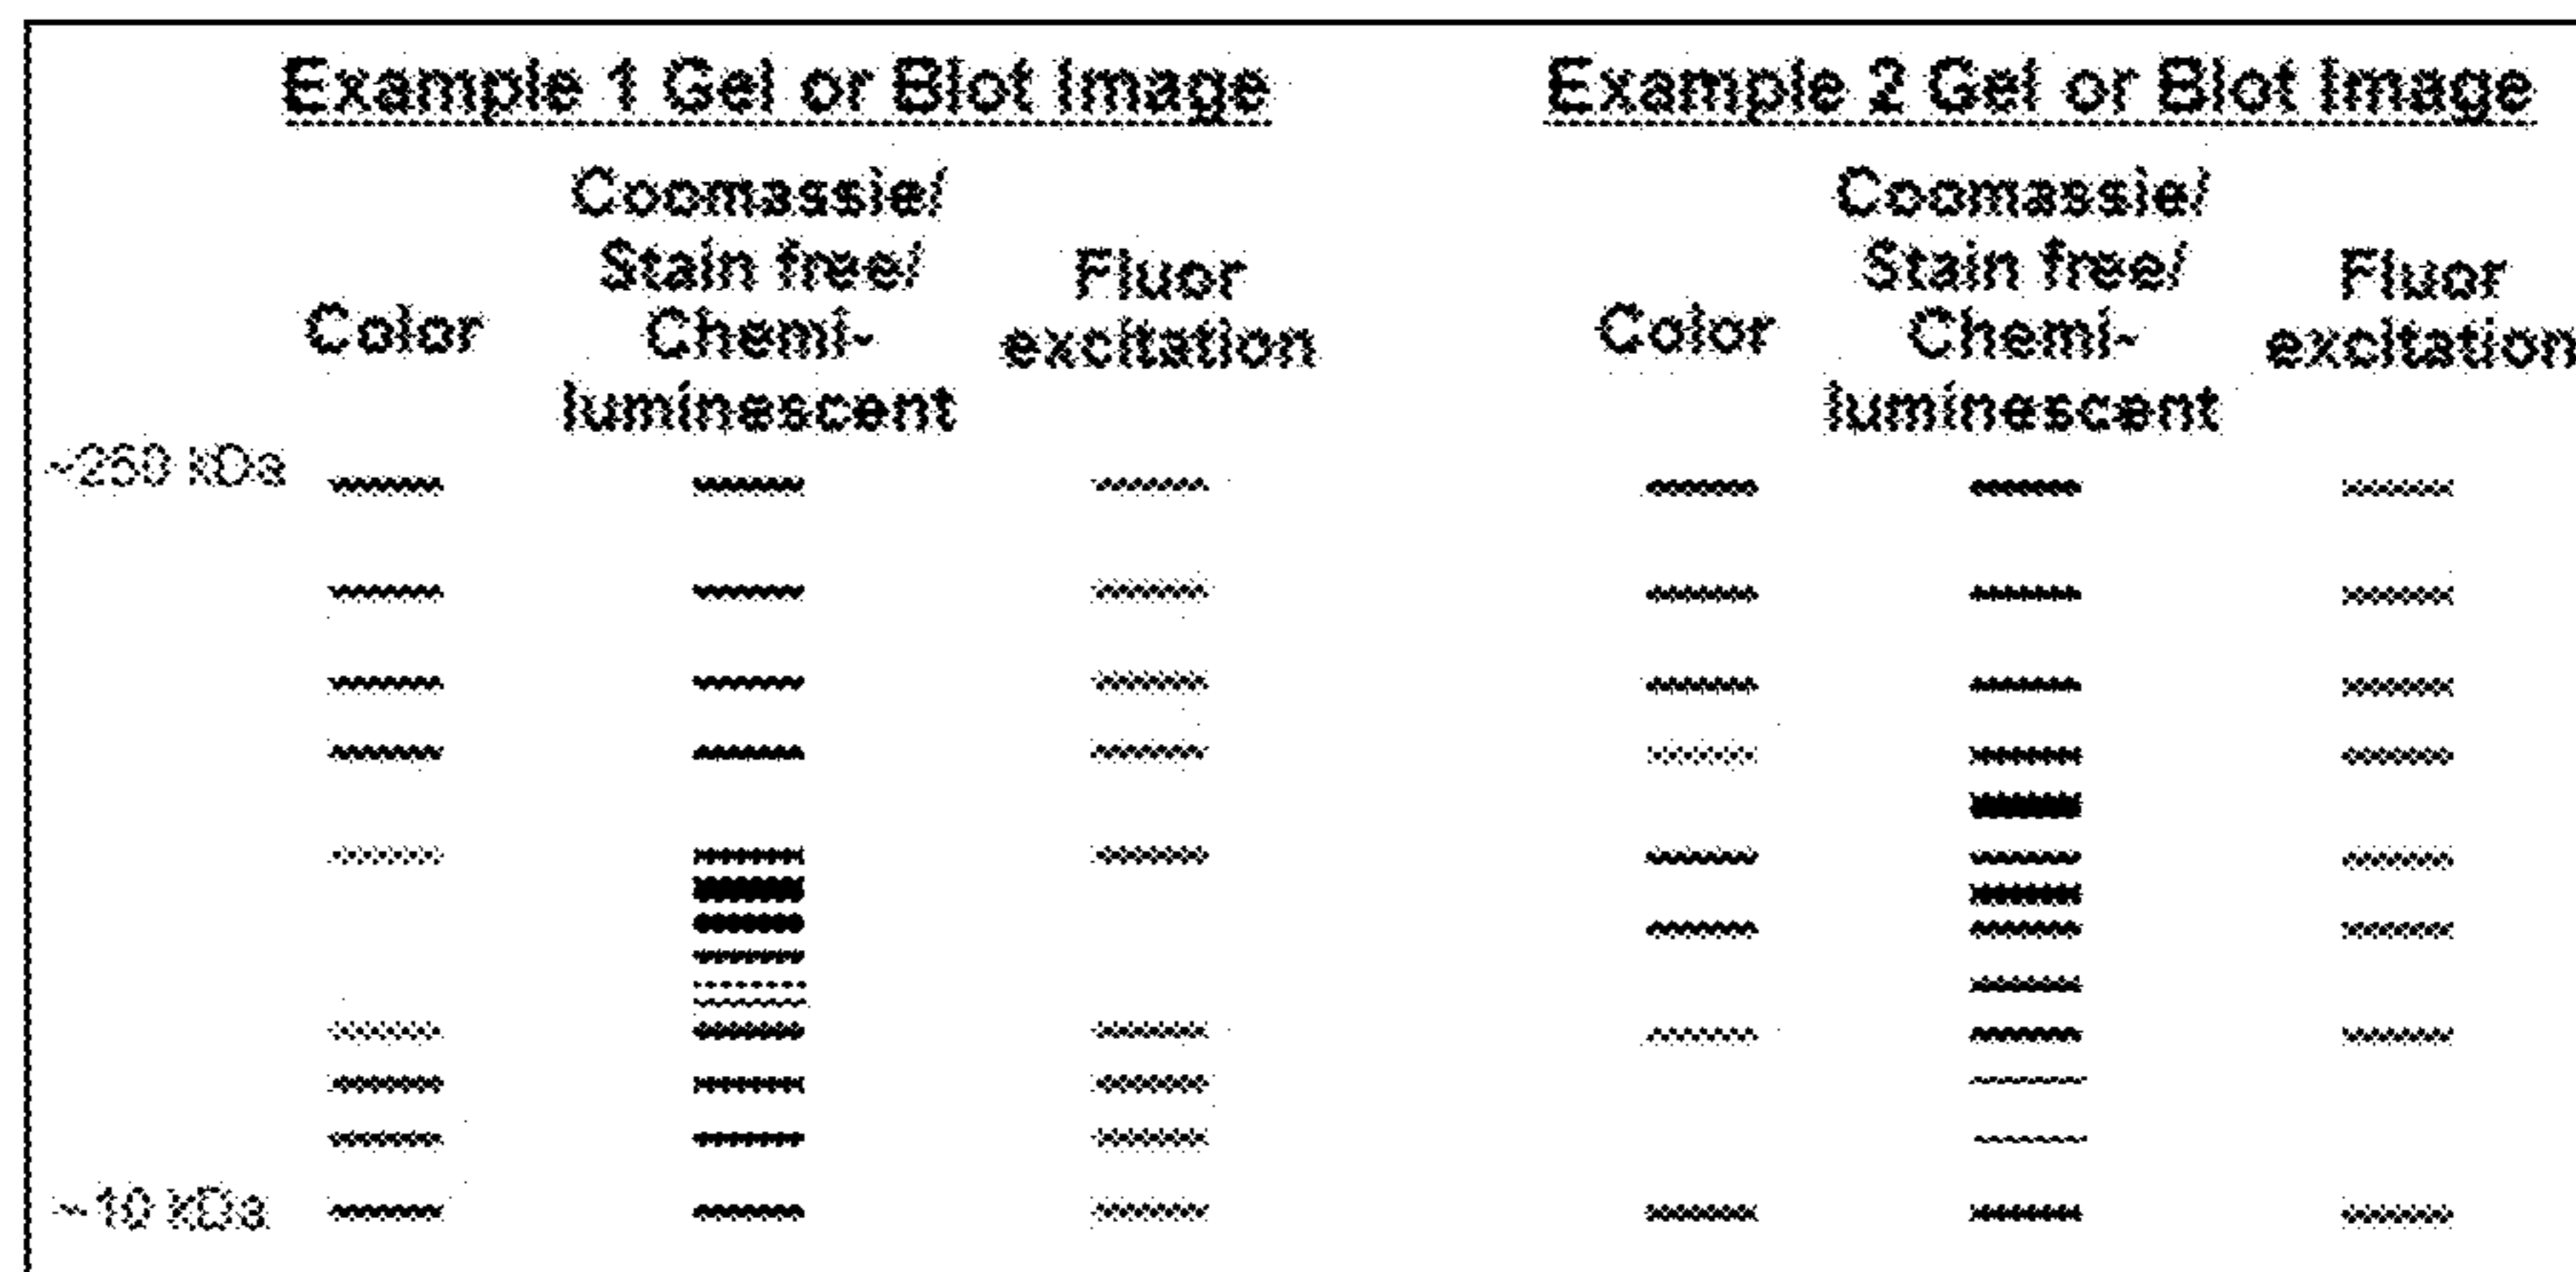 Example 1 Gel or Blot Image
Color
Coomassie/
Stain free/
Chemi-
luminescent
Fluor
excitation
Example 2 Gel or Blot Image
Color
Coomassie/
Stain free/
Chemi-
luminescent
Fluor
excitation
~260 kDa
~10 kDa